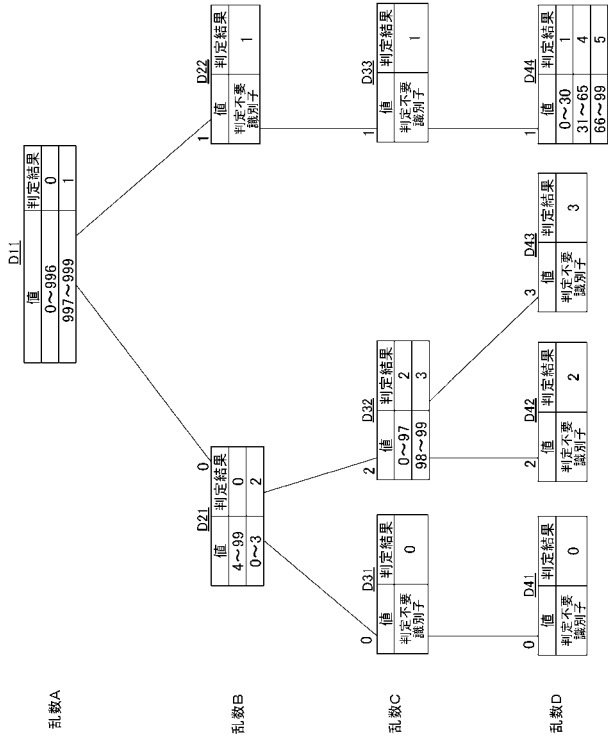 乱数A
D11
値 判定結果
0～996 0
997～999 1
乱数B
0
D21
値 判定結果
4～99 0
0～3 2
1
D22
値 判定結果
判定不要
識別子
1
乱数C
0
D31
値 判定結果
判定不要
識別子
0
2
D32
値 判定結果
0～97 2
98～99 3
1
D33
値 判定結果
判定不要
識別子
1
乱数D
0
D41
値 判定結果
判定不要
識別子
0
2
D42
値 判定結果
判定不要
識別子
2
3
D43
値 判定結果
判定不要
識別子
3
1
D44
値 判定結果
0～30 1
31～65 4
66～99 5